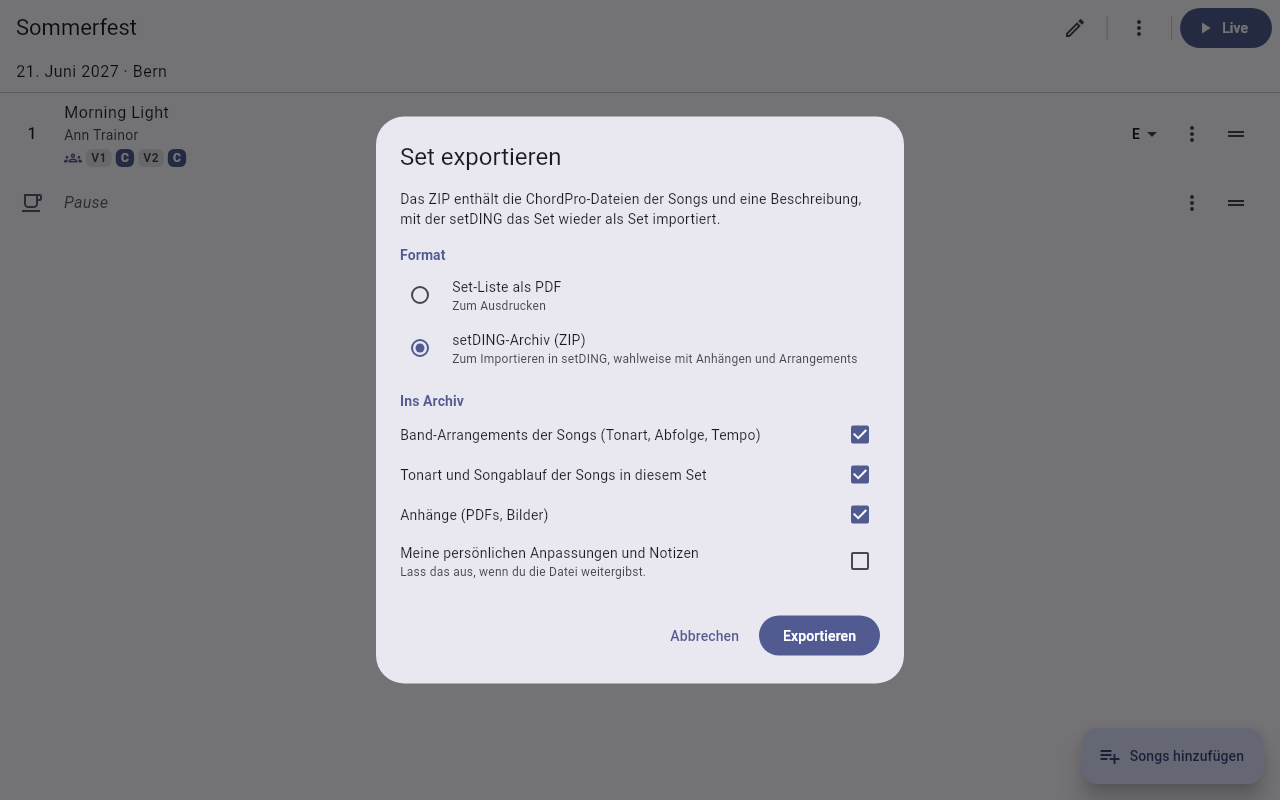 Sommerfest
Live
21. Juni 2027 · Bern
1
Morning Light
Ann Trainor
V1 C V2 C
E
Pause
Set exportieren
Das ZIP enthält die ChordPro-Dateien der Songs und eine Beschreibung,
mit der setDING das Set wieder als Set importiert.
Format
Set-Liste als PDF
Zum Ausdrucken
setDING-Archiv (ZIP)
Zum Importieren in setDING, wahlweise mit Anhängen und Arrangements
Ins Archiv
Band-Arrangements der Songs (Tonart, Abfolge, Tempo)
Tonart und Songablauf der Songs in diesem Set
Anhänge (PDFs, Bilder)
Meine persönlichen Anpassungen und Notizen
Lass das aus, wenn du die Datei weitergibst.
Abbrechen
Exportieren
Songs hinzufügen